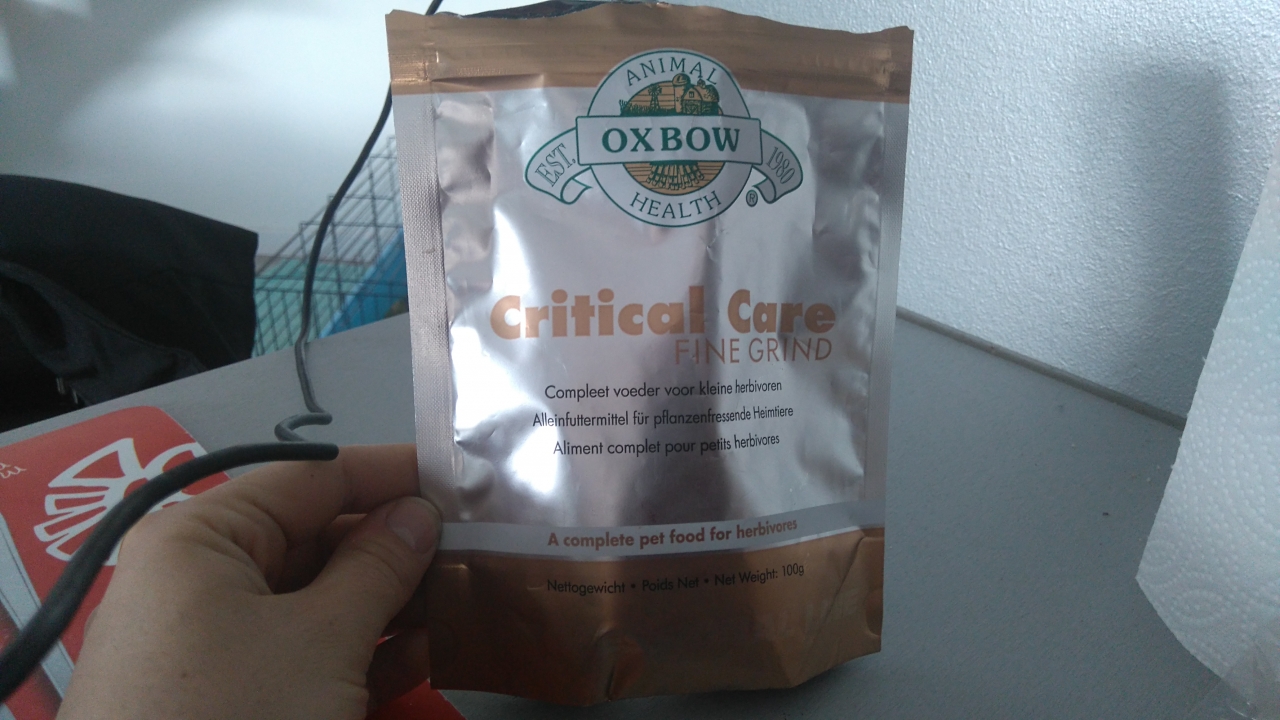 ANIMAL
EST. OXBOW 1980
HEALTH ®
Critical Care
FINE GRIND
Compleet voeder voor kleine herbivoren
Alleinfuttermittel für pflanzenfressende Heimtiere
Aliment complet pour petits herbivores
A complete pet food for herbivores
Nettogewicht • Poids Net • Net Weight: 100g